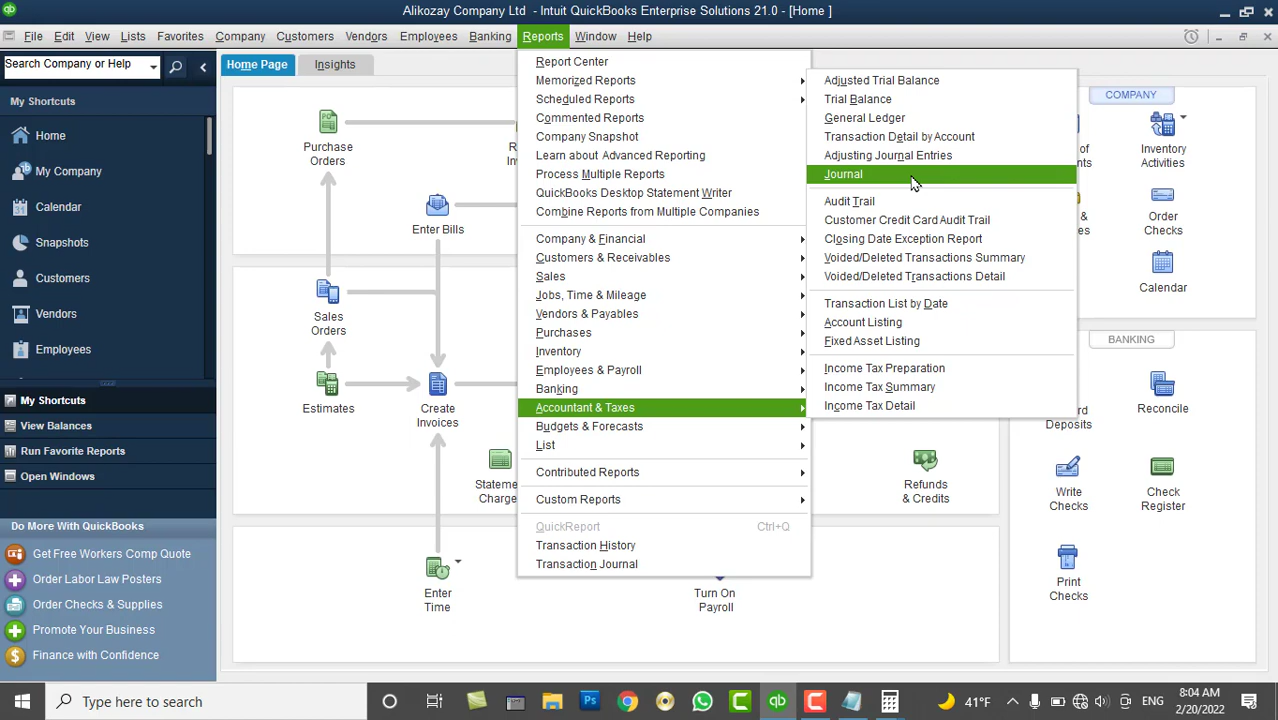 Alikozay Company Ltd - Intuit QuickBooks Enterprise Solutions 21.0 - [Home ]
File Edit View Lists Favorites Company Customers Vendors Employees Banking Reports Window Help
Search Company or Help
Home Page Insights
My Shortcuts
Home
My Company
Calendar
Snapshots
Customers
Vendors
Employees
My Shortcuts
View Balances
Run Favorite Reports
Open Windows
Do More With QuickBooks
Get Free Workers Comp Quote
Order Labor Law Posters
Order Checks & Supplies
Promote Your Business
Finance with Confidence
Purchase
Orders
Enter Bills
Sales
Orders
Estimates
Create
Invoices
Enter
Time
Report Center
Memorized Reports
Scheduled Reports
Commented Reports
Company Snapshot
Learn about Advanced Reporting
Process Multiple Reports
QuickBooks Desktop Statement Writer
Combine Reports from Multiple Companies
Company & Financial
Customers & Receivables
Sales
Jobs, Time & Mileage
Vendors & Payables
Purchases
Inventory
Employees & Payroll
Banking
Accountant & Taxes
Budgets & Forecasts
List
Contributed Reports
Custom Reports
QuickReport Ctrl+Q
Transaction History
Transaction Journal
Turn On
Payroll
Adjusted Trial Balance
Trial Balance
General Ledger
Transaction Detail by Account
Adjusting Journal Entries
Journal
Audit Trail
Customer Credit Card Audit Trail
Closing Date Exception Report
Voided/Deleted Transactions Summary
Voided/Deleted Transactions Detail
Transaction List by Date
Account Listing
Fixed Asset Listing
Income Tax Preparation
Income Tax Summary
Income Tax Detail
Refunds
& Credits
COMPANY
Inventory
Activities
Order
Checks
Calendar
BANKING
Deposits
Reconcile
Write
Checks
Check
Register
Print
Checks
Type here to search
41°F
ENG
8:04 AM
2/20/2022